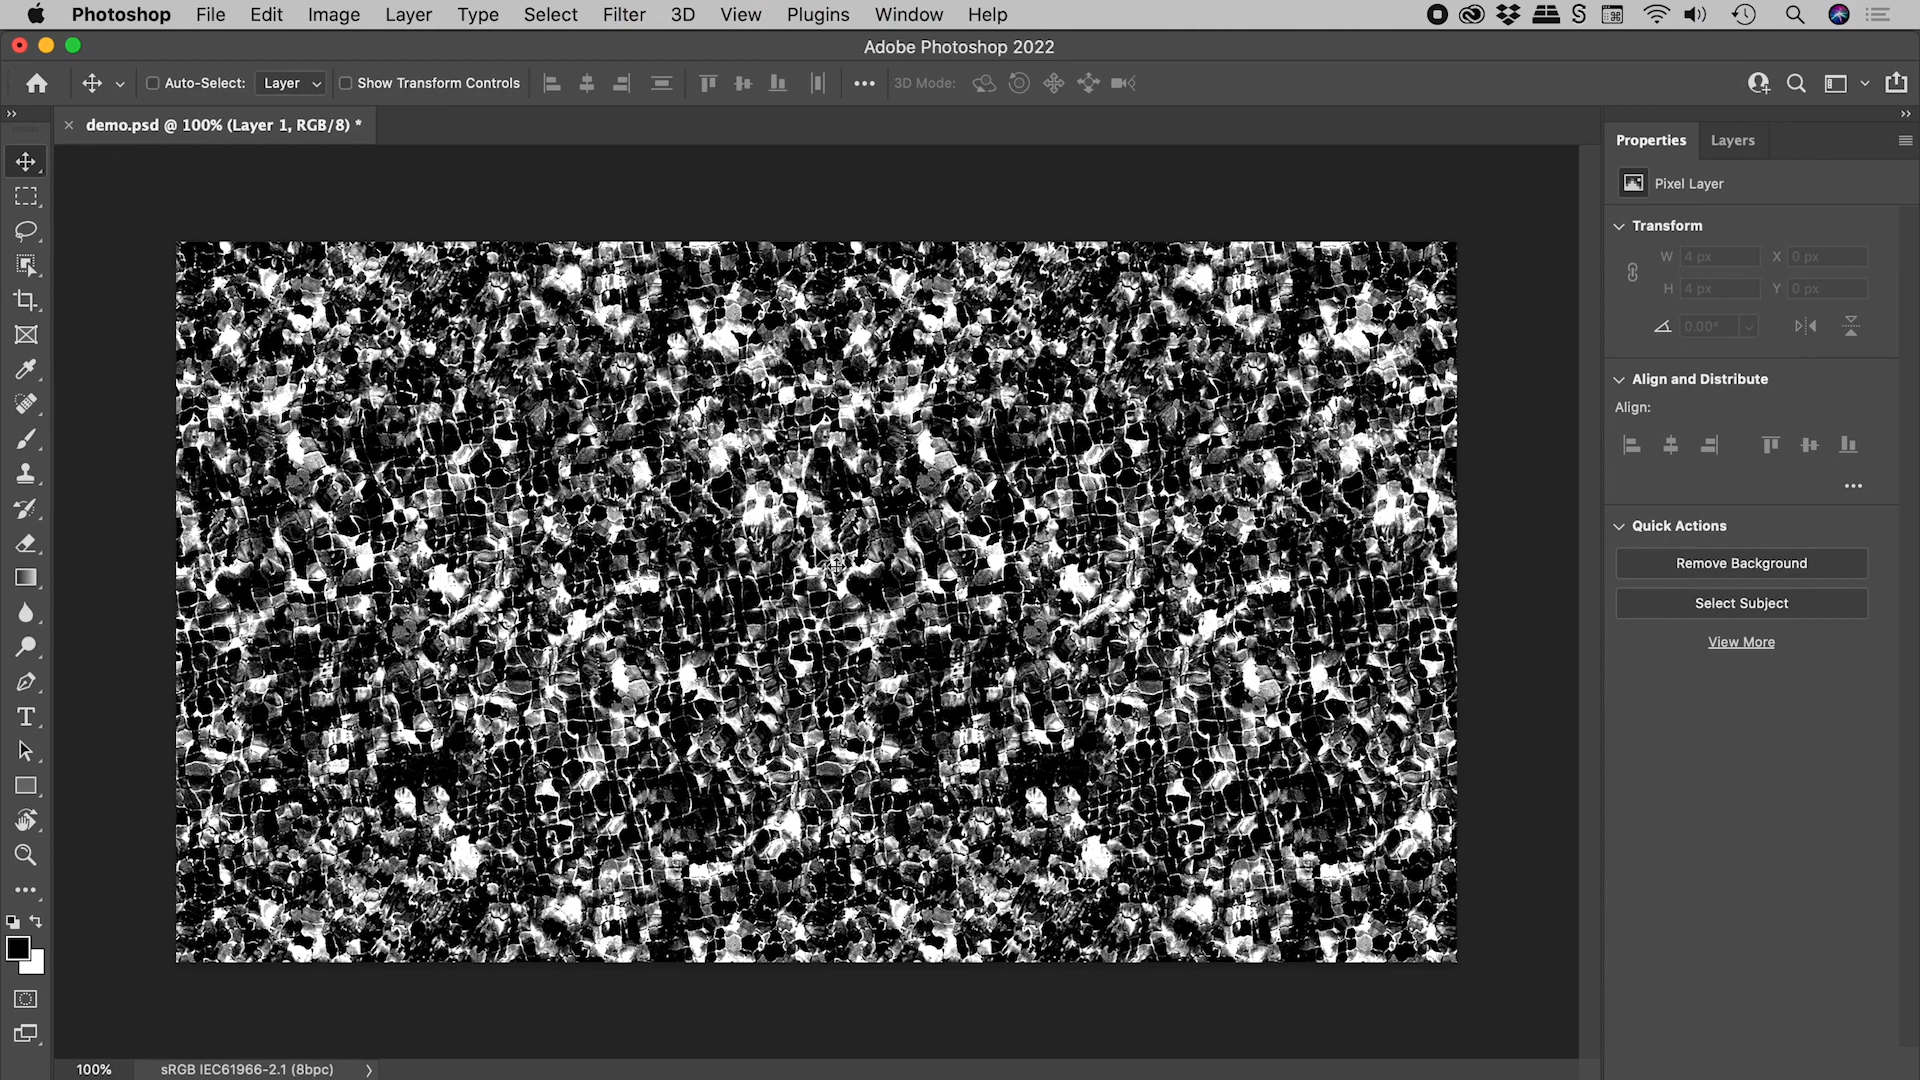 Photoshop File Edit Image Layer Type Select Filter 3D View Plugins Window Help
Adobe Photoshop 2022
Auto-Select: Layer Show Transform Controls 3D Mode:
demo.psd @ 100% (Layer 1, RGB/8) *
Properties Layers
Pixel Layer
Transform
W 4 px X 0 px
H 4 px Y 0 px
0.00°
Align and Distribute
Align:
Quick Actions
Remove Background
Select Subject
View More
100% sRGB IEC61966-2.1 (8bpc)